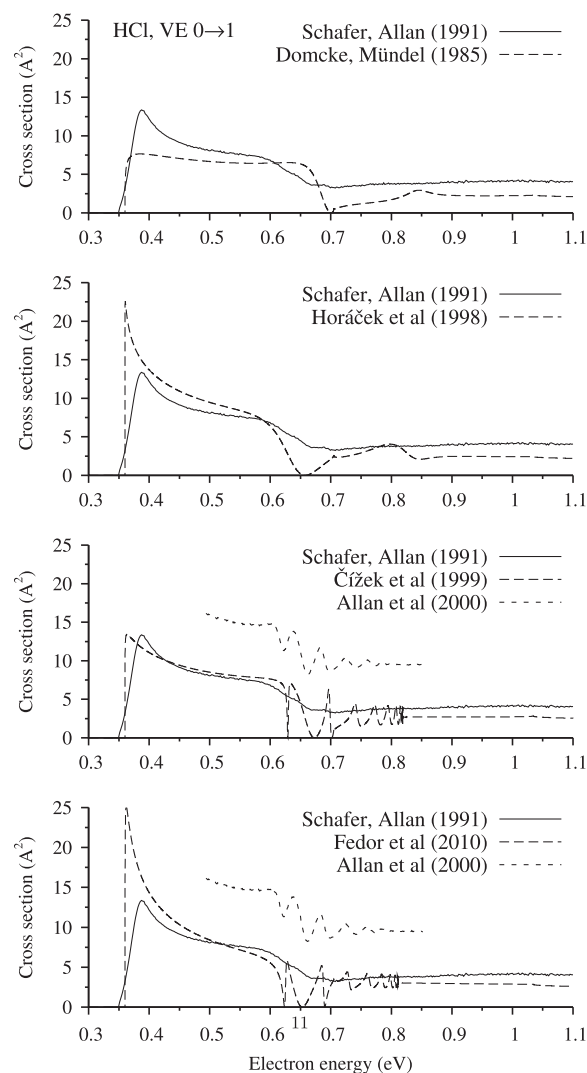 HCl, VE 0→1
Schafer, Allan (1991)
Domcke, Mündel (1985)
Cross section (A²)
25
20
15
10
5
0
0.3 0.4 0.5 0.6 0.7 0.8 0.9 1 1.1
Schafer, Allan (1991)
Horáček et al (1998)
Cross section (A²)
25
20
15
10
5
0
0.3 0.4 0.5 0.6 0.7 0.8 0.9 1 1.1
Schafer, Allan (1991)
Čížek et al (1999)
Allan et al (2000)
Cross section (A²)
25
20
15
10
5
0
0.3 0.4 0.5 0.6 0.7 0.8 0.9 1 1.1
Schafer, Allan (1991)
Fedor et al (2010)
Allan et al (2000)
Cross section (A²)
25
20
15
10
5
0
11
0.3 0.4 0.5 0.6 0.7 0.8 0.9 1 1.1
Electron energy (eV)